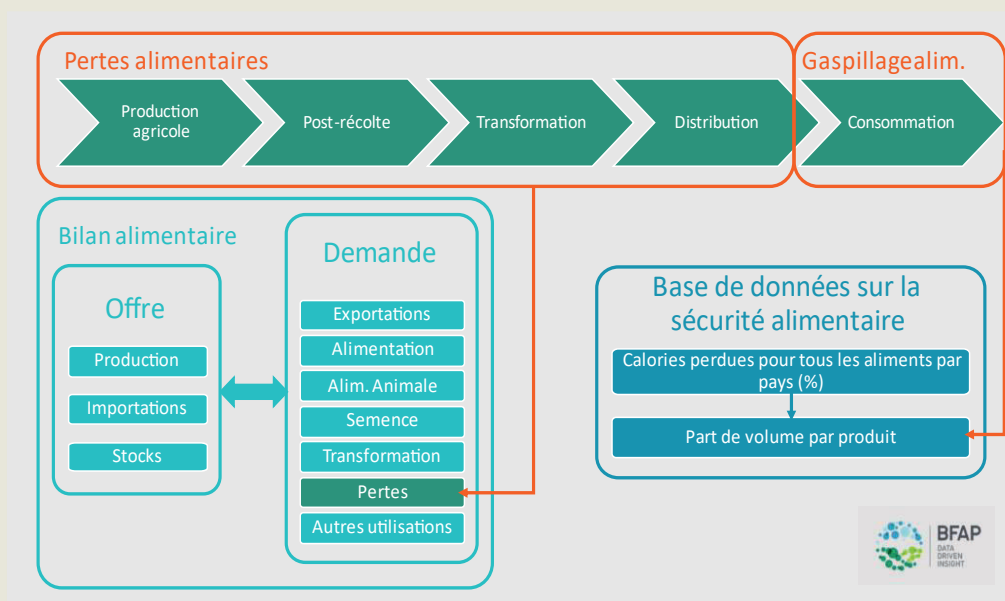 Pertes alimentaires
Gaspillagealim.
Production
agricole
Post-récolte
Transformation
Distribution
Consommation
Bilan alimentaire
Offre
Production
Importations
Stocks
Demande
Exportations
Alimentation
Alim. Animale
Semence
Transformation
Pertes
Autres utilisations
Base de données sur la
sécurité alimentaire
Calories perdues pour tous les aliments par
pays (%)
Part de volume par produit
BFAP
DATA
DRIVEN
INSIGHT